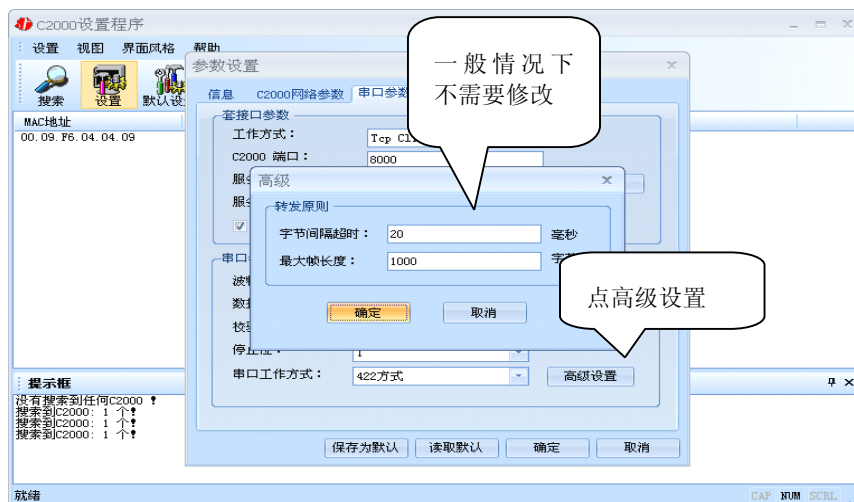 C2000设置程序
设置 视图 界面风格 帮助
搜索 设置 默认设
MAC地址
00.09.F6.04.04.09
参数设置
信息 C2000网络参数 串口参数
套接口参数
工作方式：
C2000 端口： 8000
高级
转发原则
字节间隔超时： 20 毫秒
最大帧长度： 1000
确定 取消
停止位： 1
串口工作方式： 422方式 高级设置
保存为默认 读取默认 确定 取消
一般情况下
不需要修改
点高级设置
提示框
没有搜索到任何C2000 !
搜索到C2000: 1 个!
搜索到C2000: 1 个!
搜索到C2000: 1 个!
就绪 CAP NUM SCRL